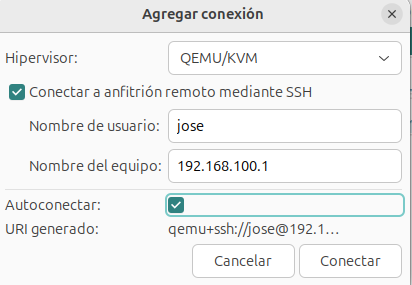 Agregar conexión
Hipervisor: QEMU/KVM
Conectar a anfitrión remoto mediante SSH
Nombre de usuario: jose
Nombre del equipo: 192.168.100.1
Autoconectar:
URI generado: qemu+ssh://jose@192.1…
Cancelar Conectar